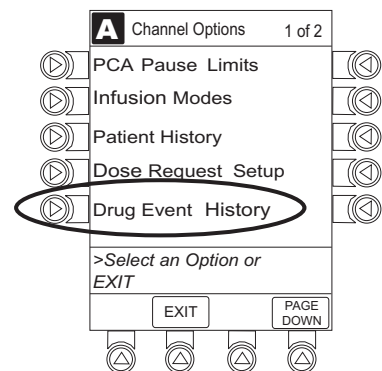 A Channel Options 1 of 2
PCA Pause Limits
Infusion Modes
Patient History
Dose Request Setup
Drug Event History
>Select an Option or
EXIT
EXIT PAGE
DOWN